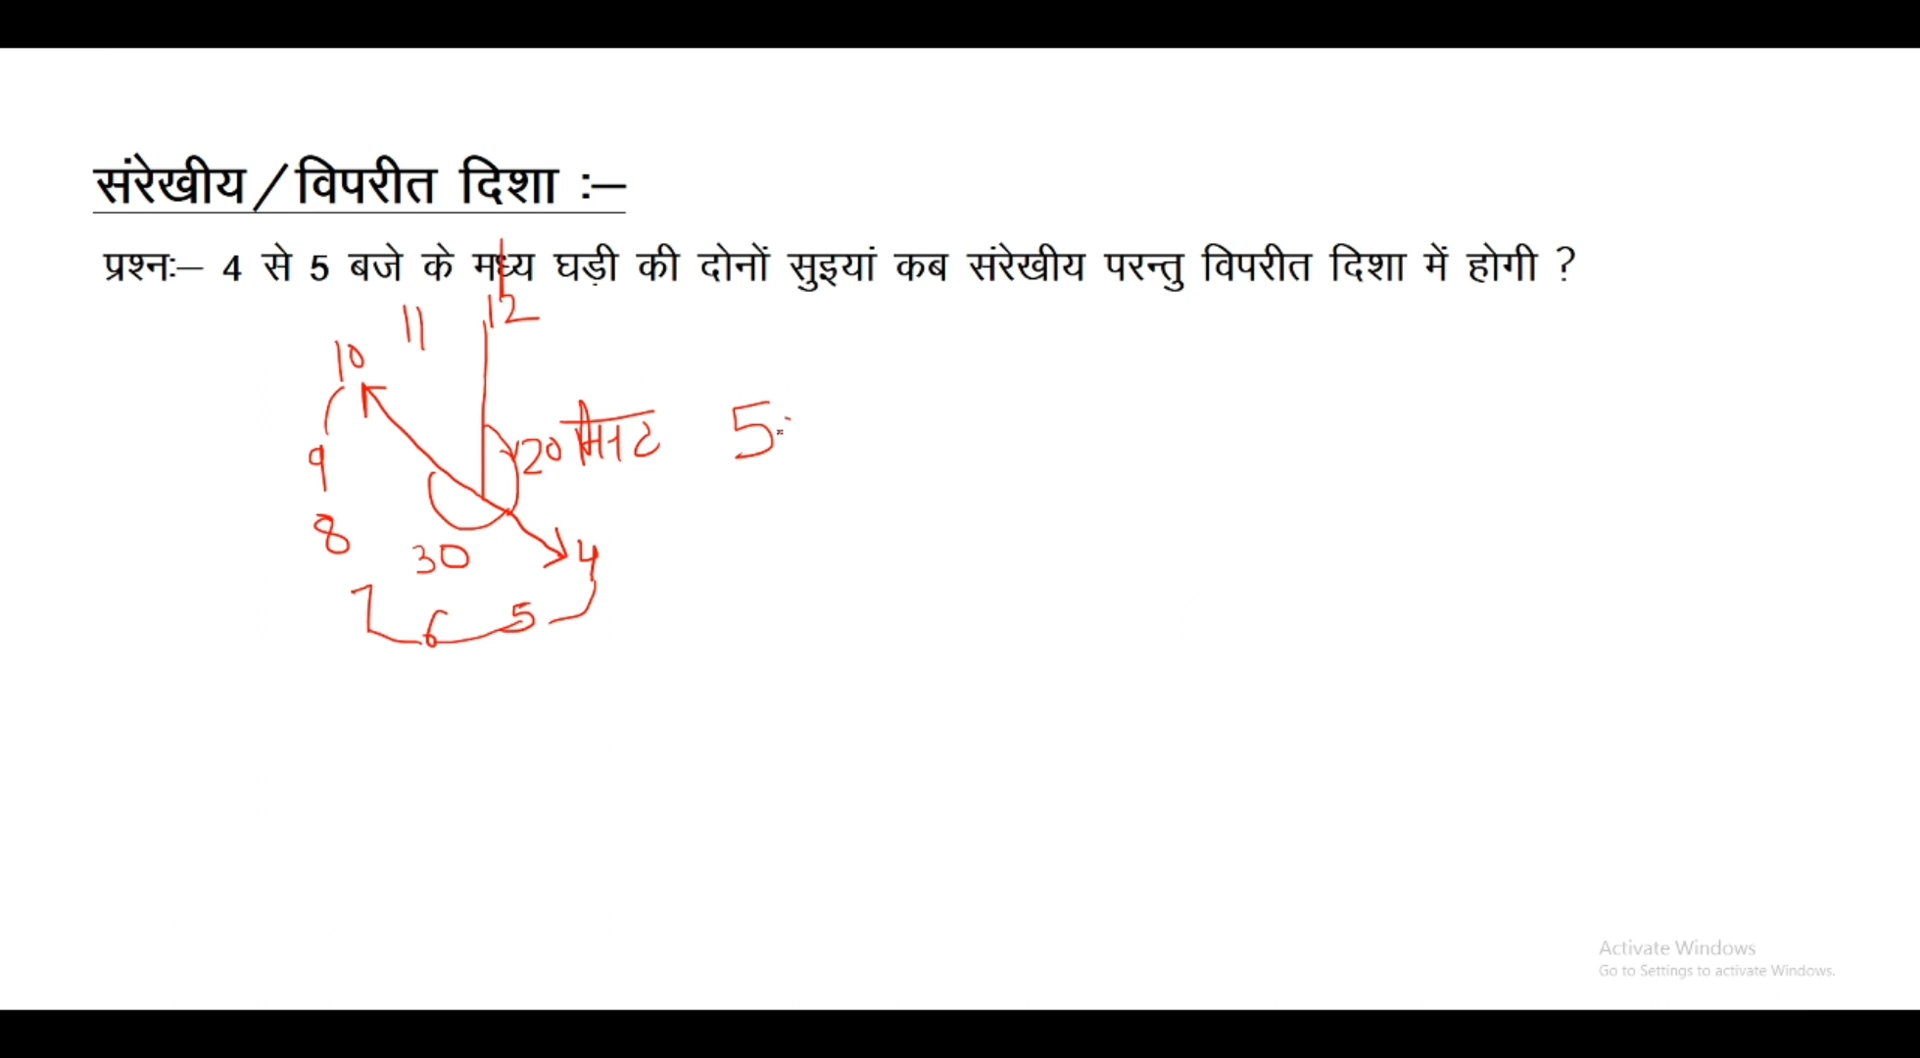 संरेखीय/विपरीत दिशा :–
प्रश्नः– 4 से 5 बजे के मध्य घड़ी की दोनों सुइयां कब संरेखीय परन्तु विपरीत दिशा में होगी ?
12
11
10
20 मिनट 5
9
8
30 4
7 6 5
Activate Windows
Go to Settings to activate Windows.